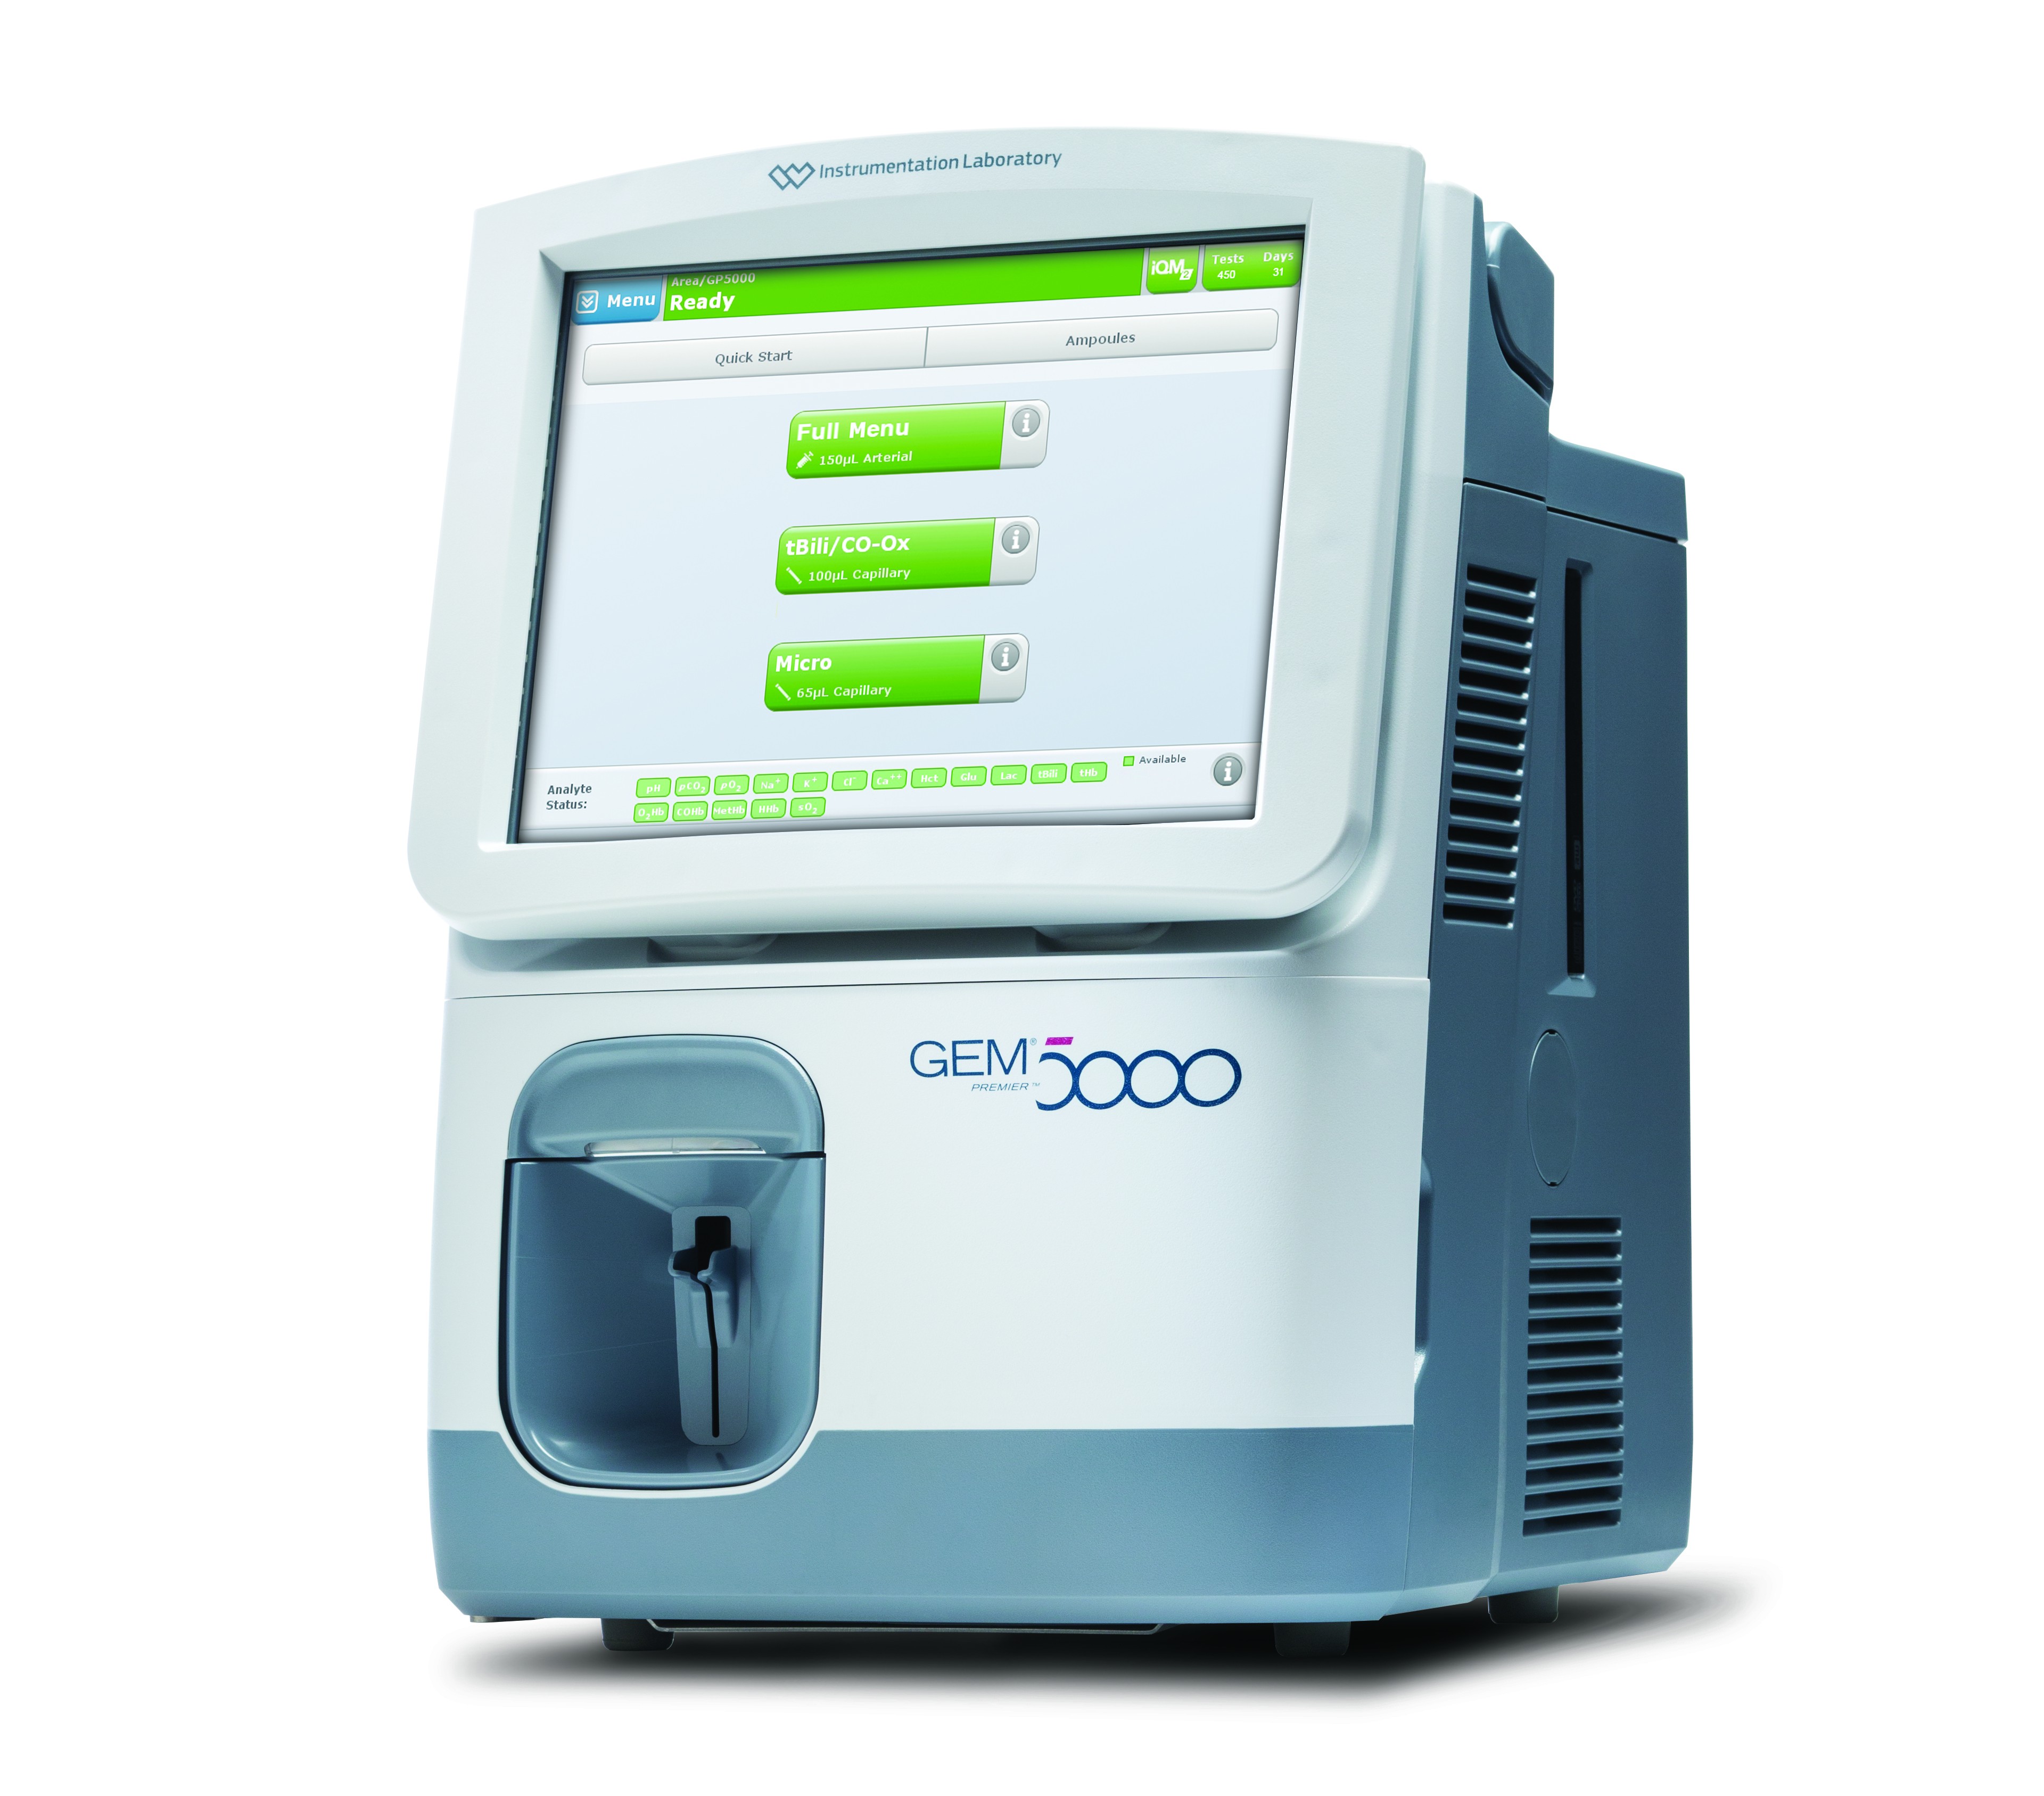 Instrumentation Laboratory
Menu
Area/GP5000
Ready
iQM2
Tests
450
Days
31
Quick Start
Ampoules
Full Menu
150µL Arterial
i
tBili/CO-Ox
100µL Capillary
i
Micro
65µL Capillary
i
Analyte
Status:
pH pCO₂ pO₂ Na⁺ K⁺ Cl⁻ Ca⁺⁺ Hct Glu Lac tBili tHb
O₂Hb COHb MetHb HHb sO₂
Available
i
GEM® 5000
PREMIER™